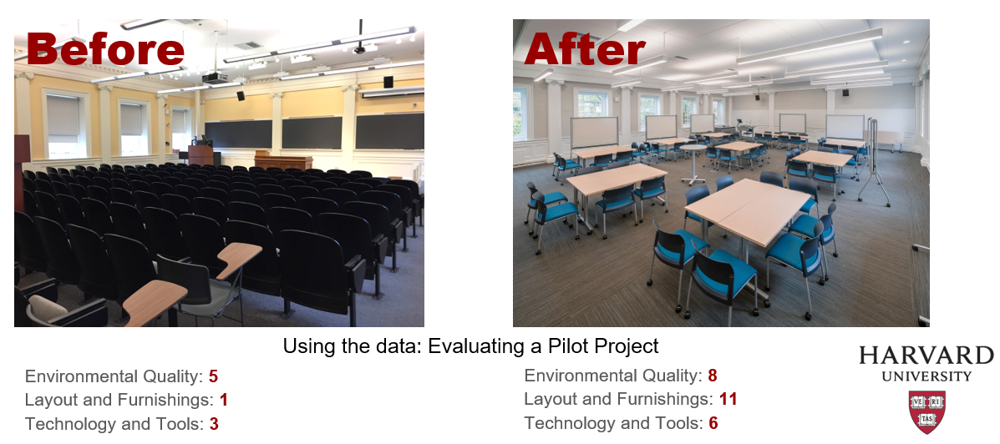 Before
After
Using the data: Evaluating a Pilot Project
Environmental Quality: 5
Layout and Furnishings: 1
Technology and Tools: 3
Environmental Quality: 8
Layout and Furnishings: 11
Technology and Tools: 6
HARVARD
UNIVERSITY
VE RI
TAS